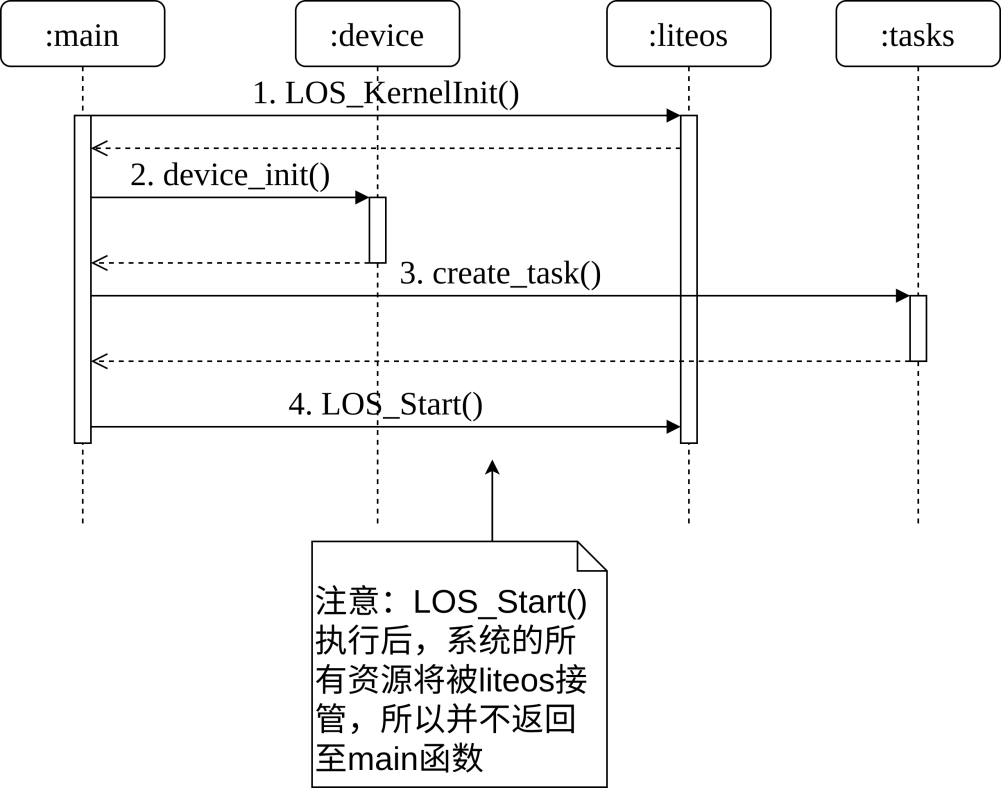 :main
:device
:liteos
:tasks
1. LOS_KernelInit()
2. device_init()
3. create_task()
4. LOS_Start()
注意：LOS_Start()
执行后，系统的所
有资源将被liteos接
管，所以并不返回
至main函数